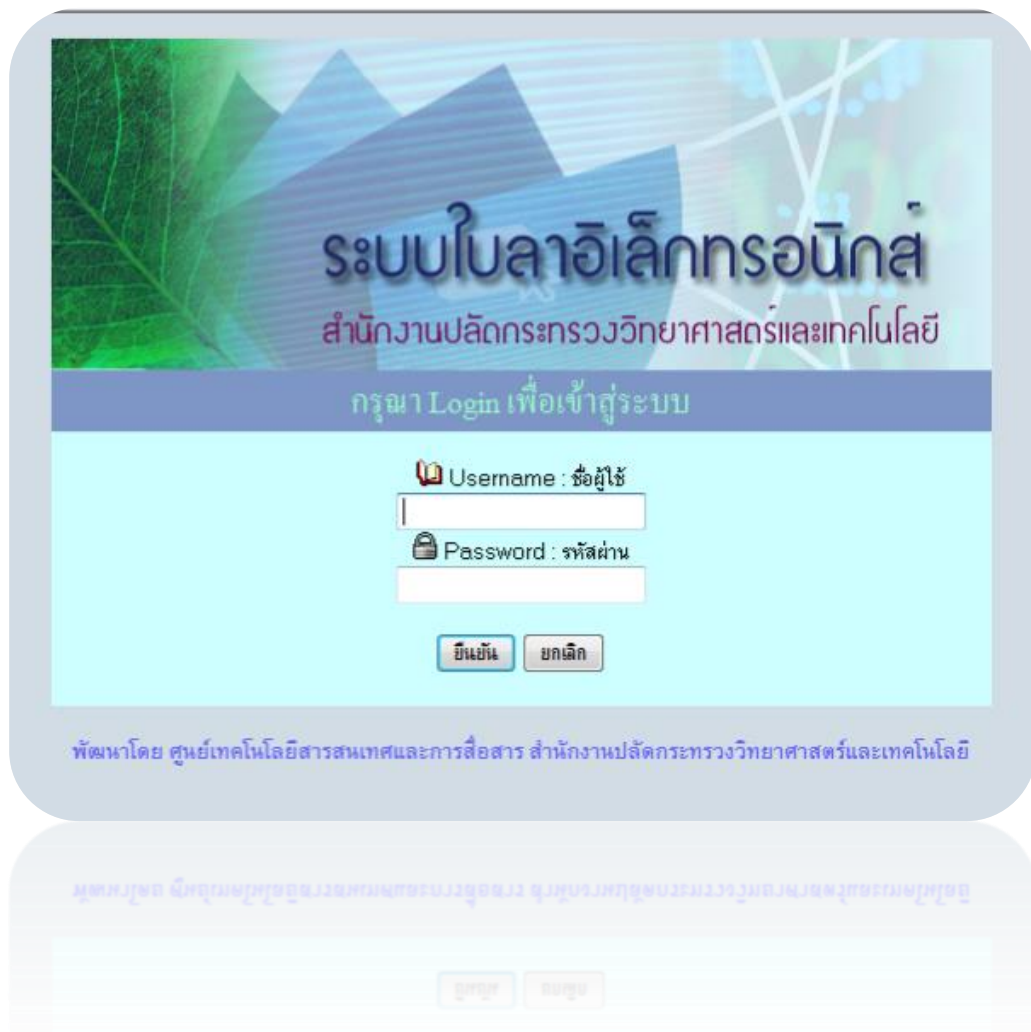 ระบบใบลาอิเล็กทรอนิกส์
สำนักงานปลัดกระทรวงวิทยาศาสตร์และเทคโนโลยี
กรุณา Login เพื่อเข้าสู่ระบบ
Username : ชื่อผู้ใช้
Password : รหัสผ่าน
ยืนยัน ยกเลิก
พัฒนาโดย ศูนย์เทคโนโลยีสารสนเทศและการสื่อสาร สำนักงานปลัดกระทรวงวิทยาศาสตร์และเทคโนโลยี